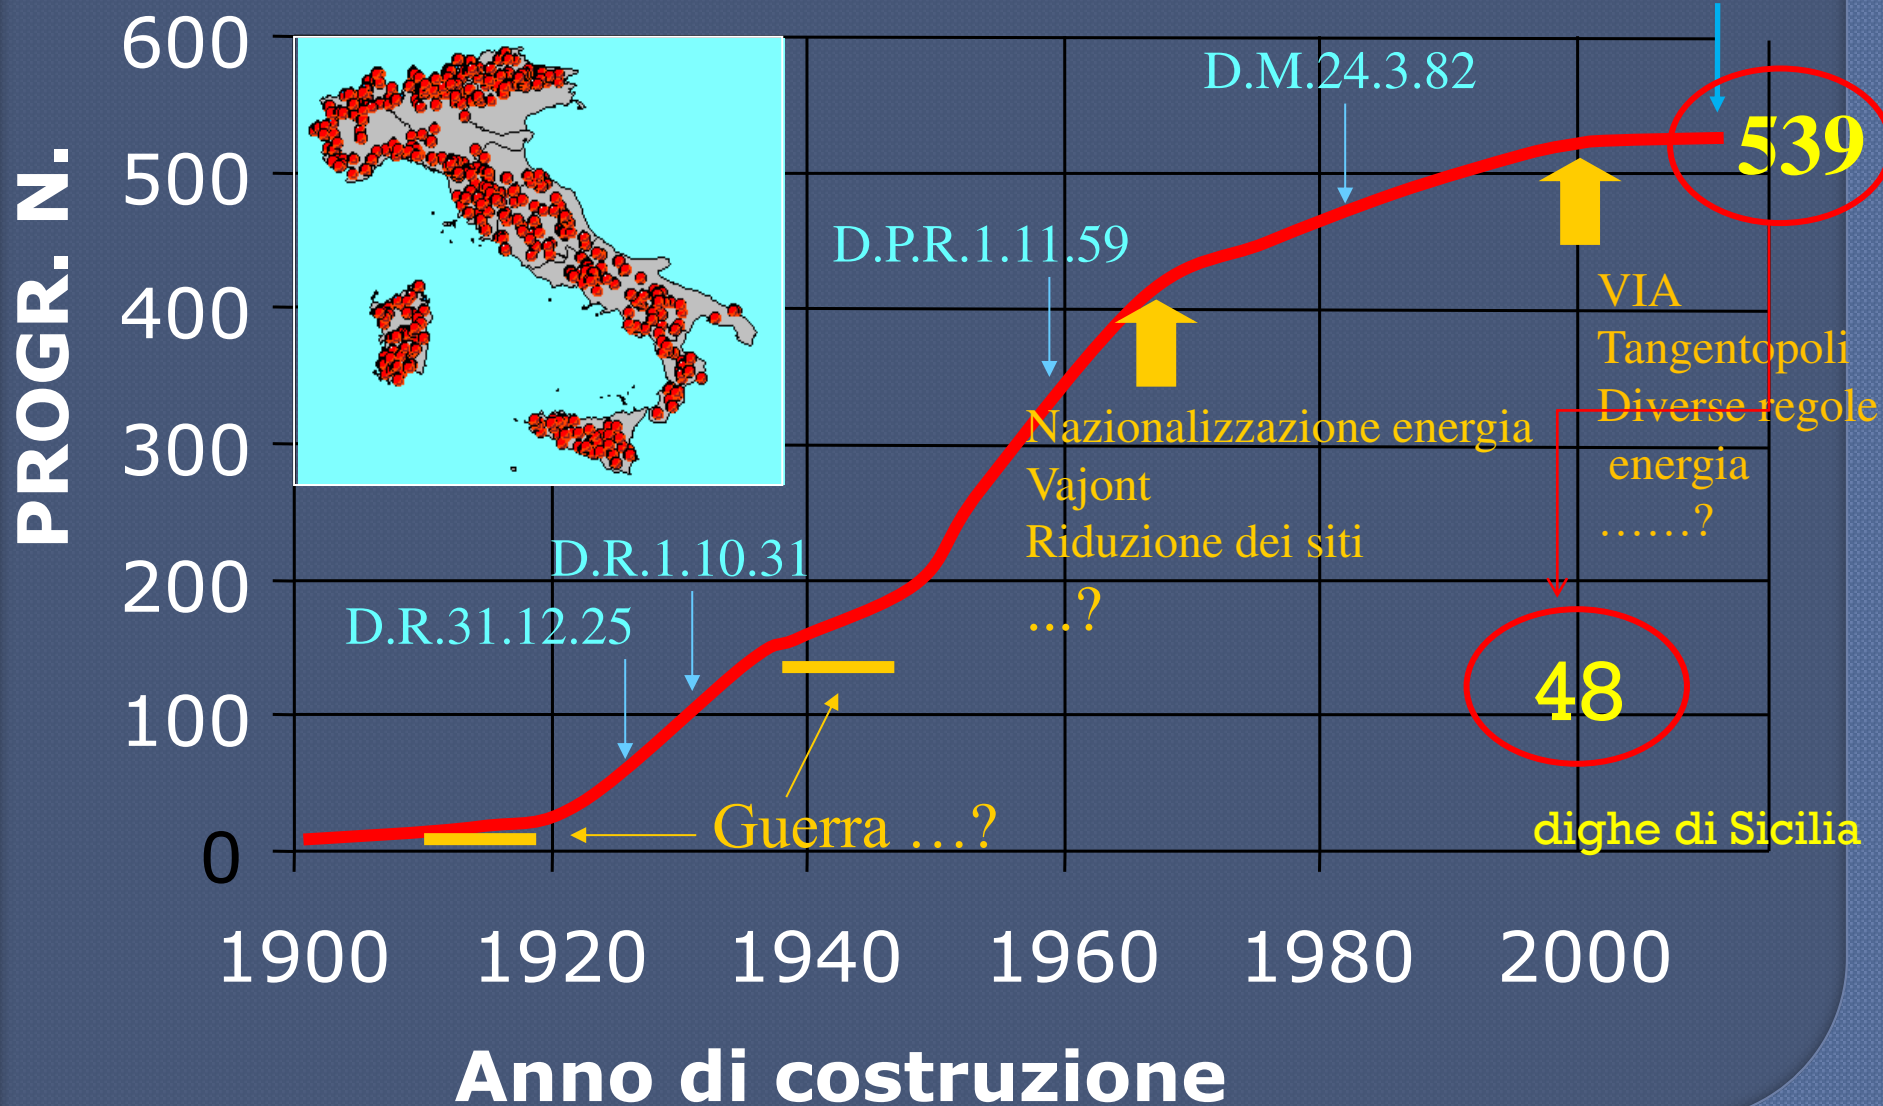 PROGR. N.
600
500
400
300
200
100
0
1900 1920 1940 1960 1980 2000
Anno di costruzione
D.M.24.3.82
539
D.P.R.1.11.59
VIA
Tangentopoli
Diverse regole
energia
......?
Nazionalizzazione energia
Vajont
Riduzione dei siti
...?
D.R.1.10.31
D.R.31.12.25
48
Guerra ...?
dighe di Sicilia